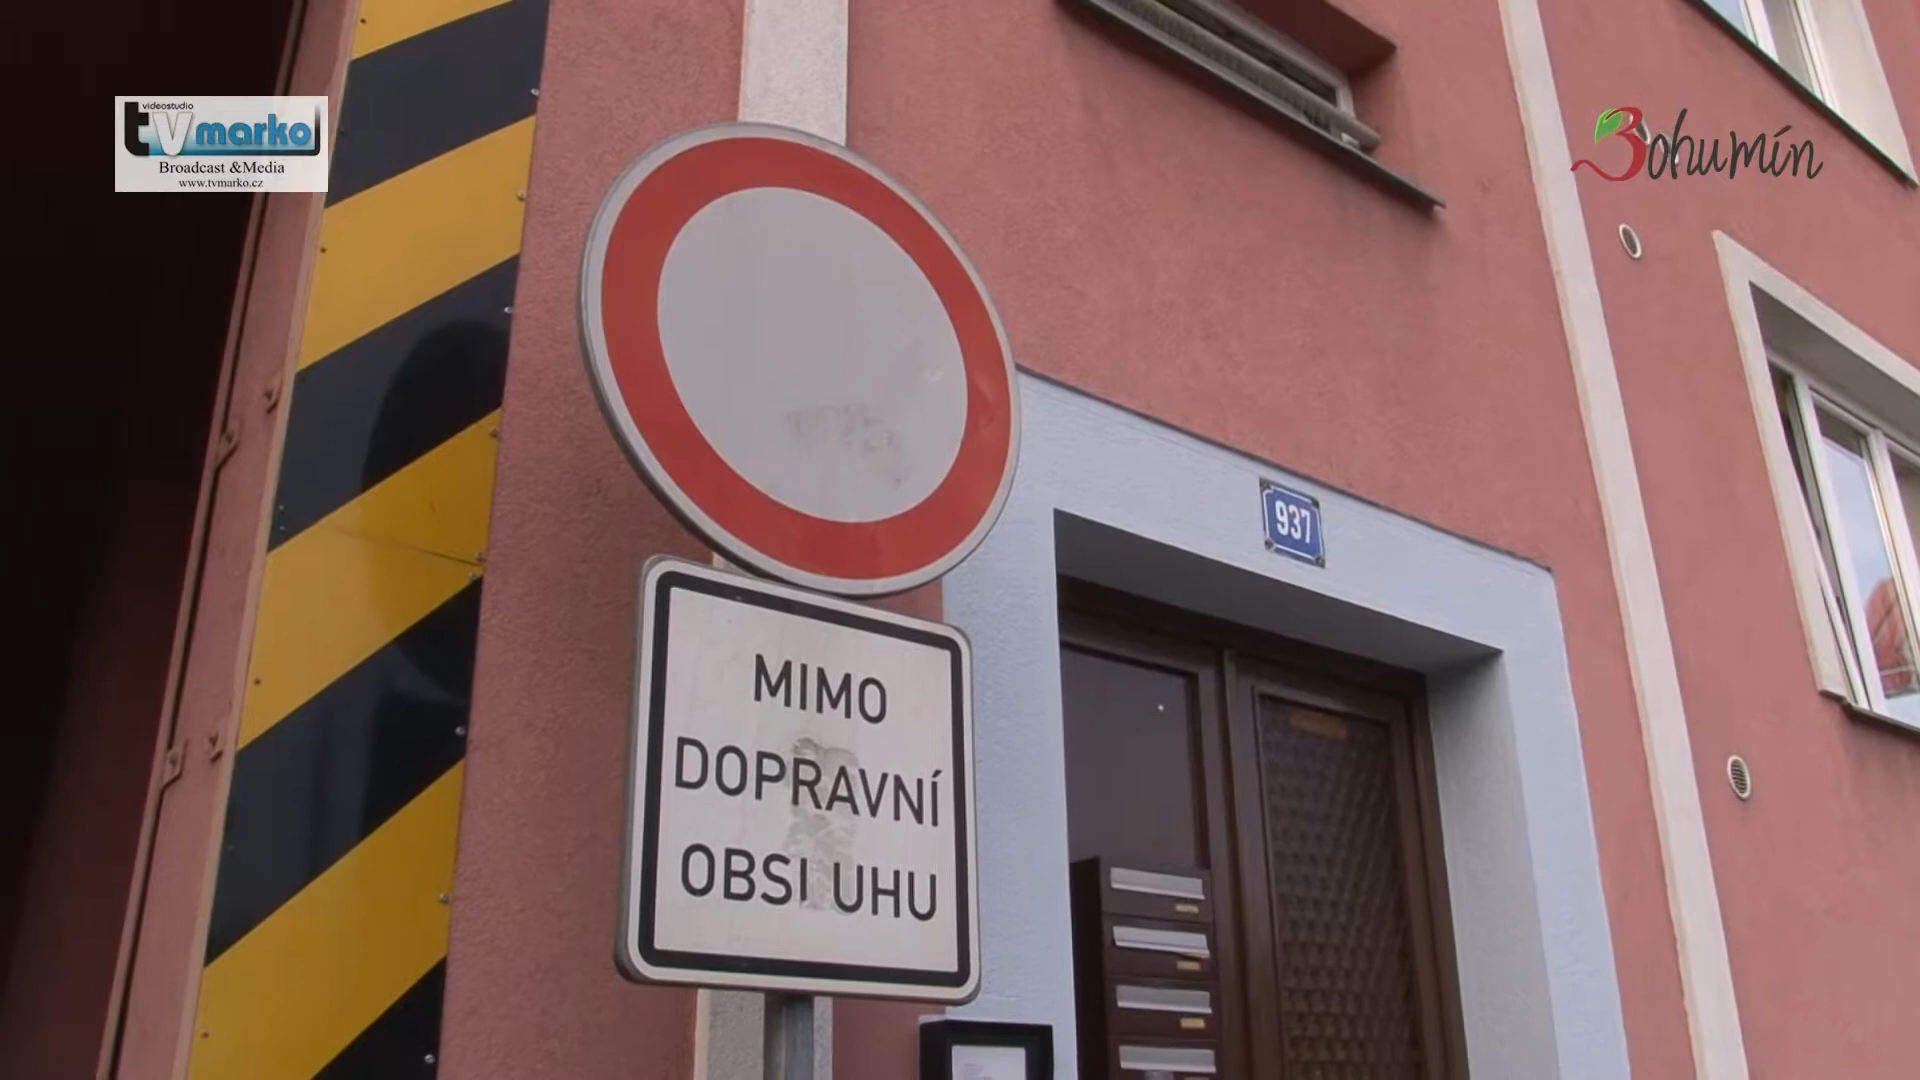 videostudio
tvmarko
Broadcast &Media
www.tvmarko.cz
Bohumín
937
MIMO
DOPRAVNÍ
OBSI UHU